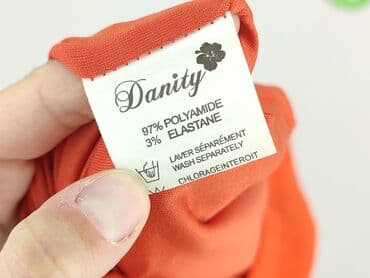 Danity
97% POLYAMIDE
3% ELASTANE
LAVER SÉPARÉMENT
WASH SEPARATELY
CHLORAGEINTEROIT